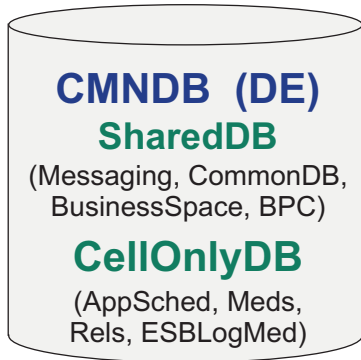 CMNDB (DE)
SharedDB
(Messaging, CommonDB,
BusinessSpace, BPC)
CellOnlyDB
(AppSched, Meds,
Rels, ESBLogMed)